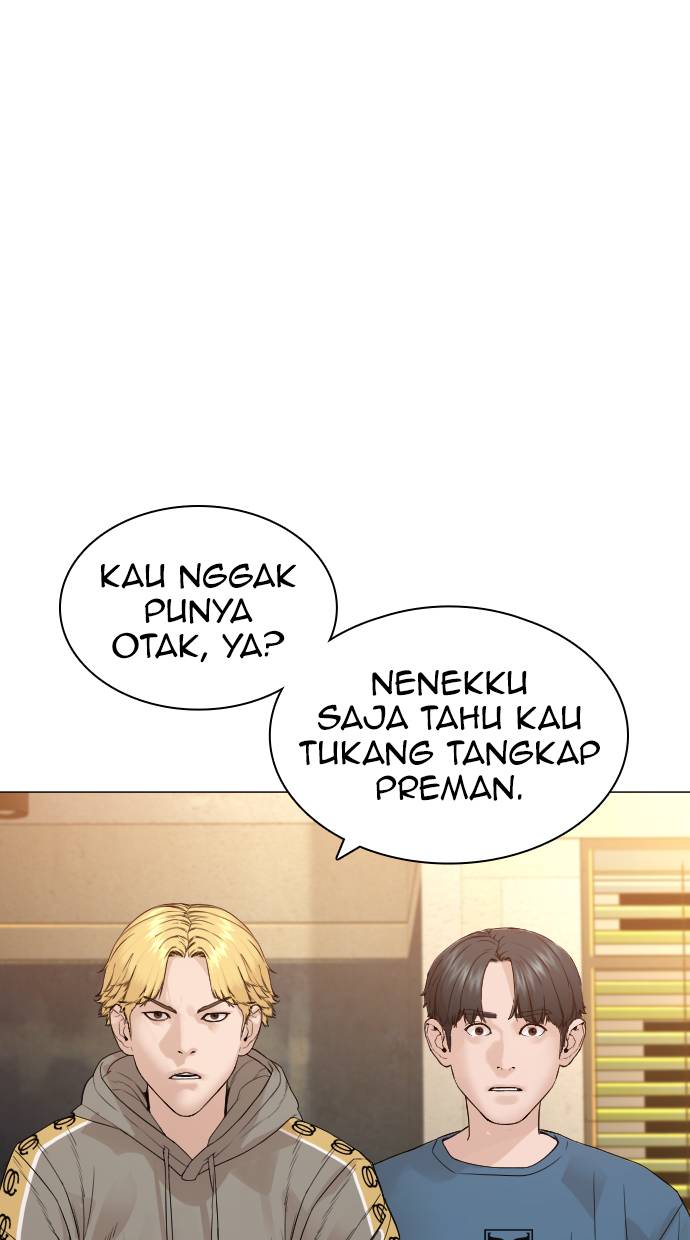 KAU NGGAK
PUNYA
OTAK, YA?
NENEKKU
SAJA TAHU KAU
TUKANG TANGKAP
PREMAN.